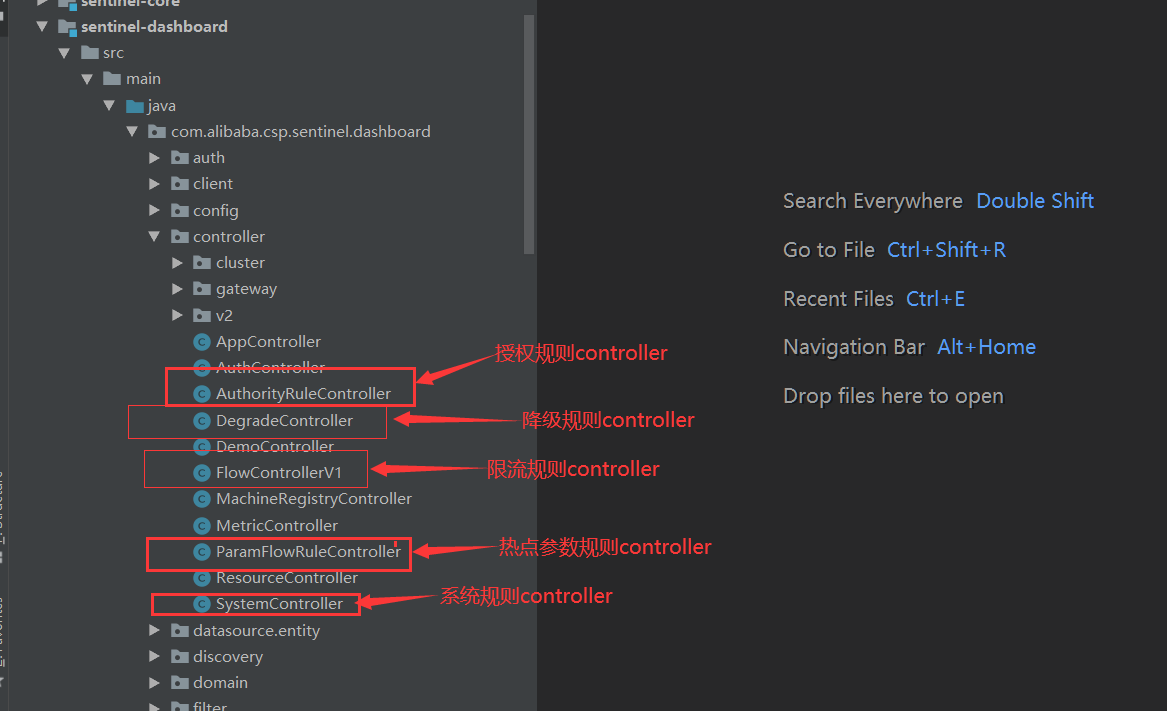 sentinel-core
sentinel-dashboard
src
main
java
com.alibaba.csp.sentinel.dashboard
auth
client
config
controller
cluster
gateway
v2
AppController
AuthController
AuthorityRuleController
DegradeController
DemoController
FlowControllerV1
MachineRegistryController
MetricController
ParamFlowRuleController
ResourceController
SystemController
datasource.entity
discovery
domain
filter
授权规则controller
降级规则controller
限流规则controller
热点参数规则controller
系统规则controller
Search Everywhere Double Shift
Go to File Ctrl+Shift+R
Recent Files Ctrl+E
Navigation Bar Alt+Home
Drop files here to open